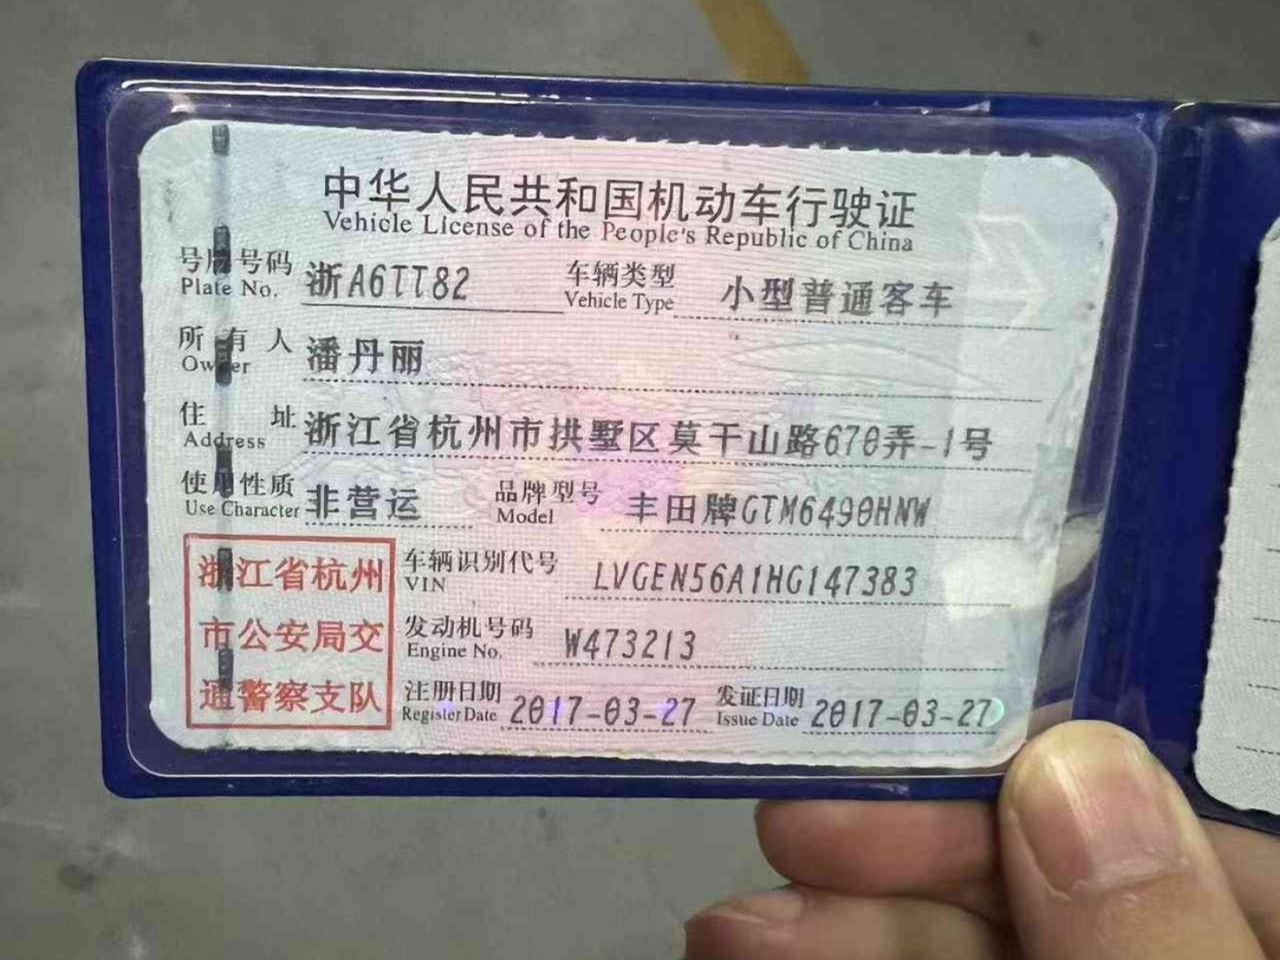 中华人民共和国机动车行驶证
Vehicle License of the People's Republic of China
号牌号码 浙A6TT82 车辆类型 小型普通客车
Plate No. Vehicle Type
所有人 潘丹丽
Owner
住址 浙江省杭州市拱墅区莫干山路670弄-1号
Address
使用性质 非营运 品牌型号 丰田牌GTM6490HNW
Use Character Model
浙江省杭州
市公安局交
通警察支队
车辆识别代号 LVGEN56A1HG147383
VIN
发动机号码 W473213
Engine No.
注册日期 2017-03-27 发证日期 2017-03-27
Register Date Issue Date